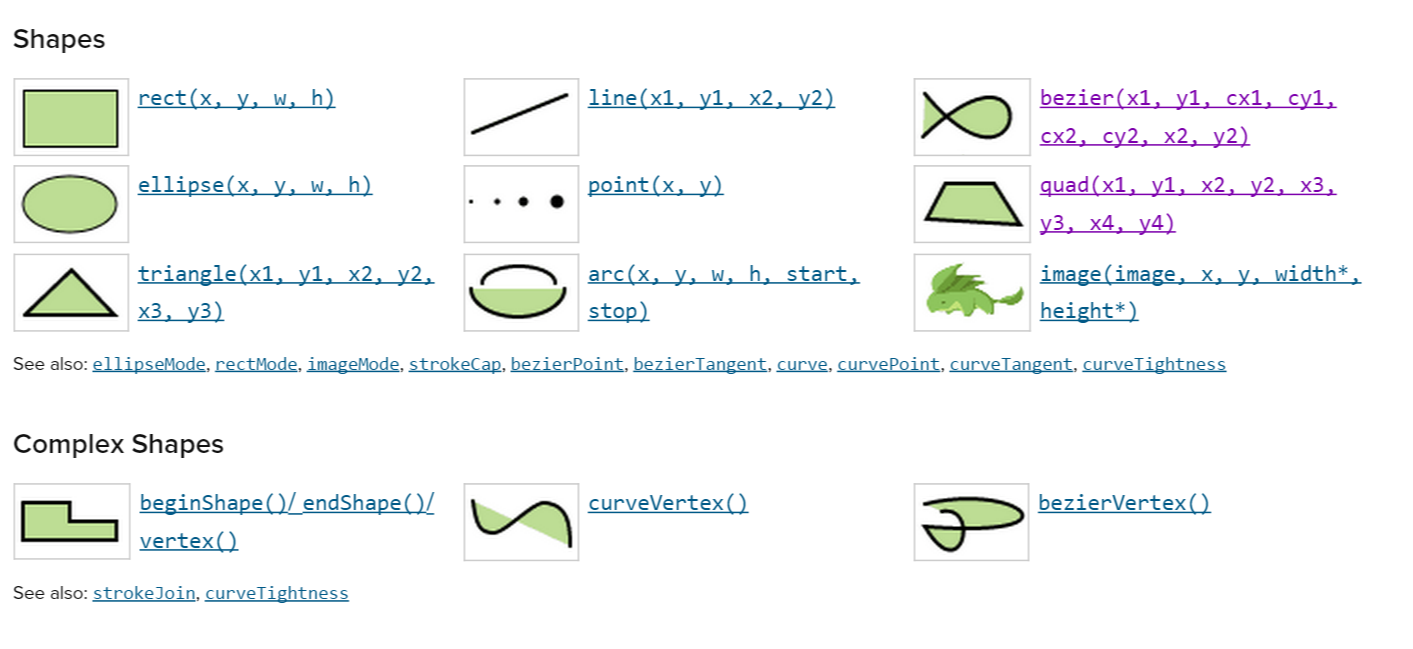 Shapes
rect(x, y, w, h)
line(x1, y1, x2, y2)
bezier(x1, y1, cx1, cy1,
cx2, cy2, x2, y2)
ellipse(x, y, w, h)
point(x, y)
quad(x1, y1, x2, y2, x3,
y3, x4, y4)
triangle(x1, y1, x2, y2,
x3, y3)
arc(x, y, w, h, start,
stop)
image(image, x, y, width*,
height*)
See also: ellipseMode, rectMode, imageMode, strokeCap, bezierPoint, bezierTangent, curve, curvePoint, curveTangent, curveTightness
Complex Shapes
beginShape()/ endShape()/
vertex()
curveVertex()
bezierVertex()
See also: strokeJoin, curveTightness